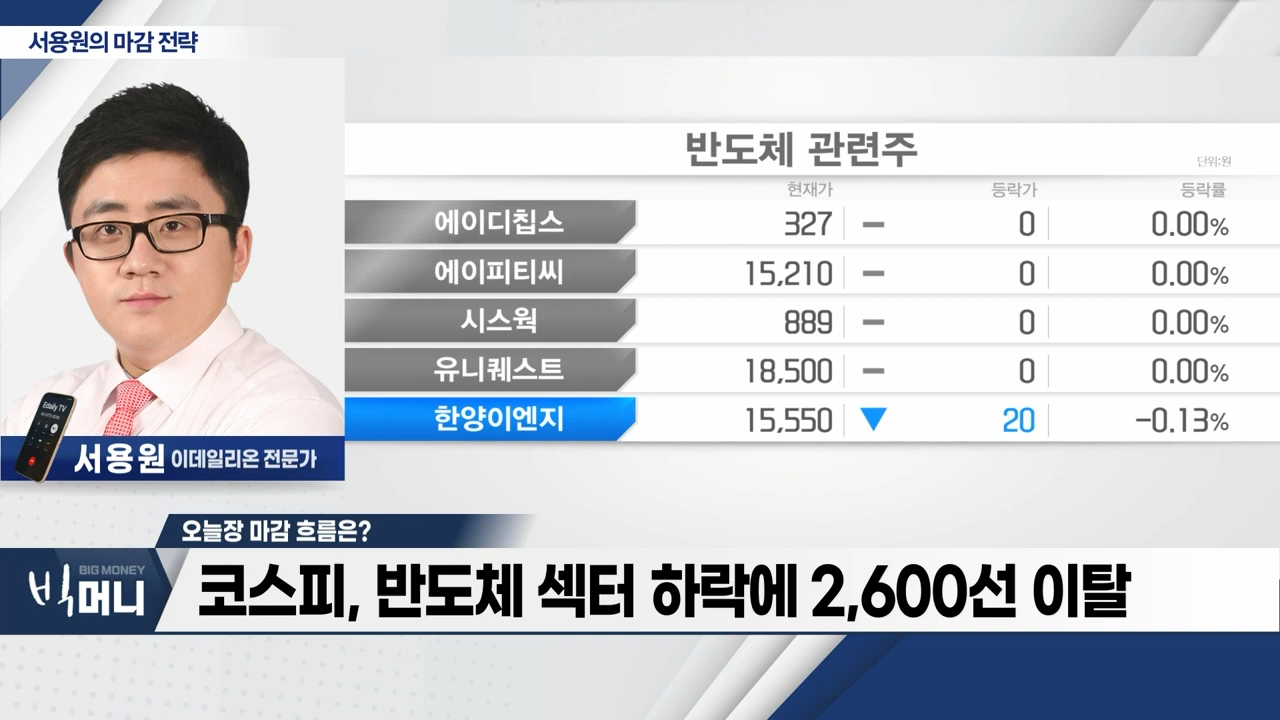 서용원의 마감 전략
반도체 관련주
단위:원
현재가 등락가 등락률
에이디칩스 327 ━ 0 0.00%
에이피티씨 15,210 ━ 0 0.00%
시스웍 889 ━ 0 0.00%
유니퀘스트 18,500 ━ 0 0.00%
한양이엔지 15,550 ▼ 20 -0.13%
Edaily TV
서용원 이데일리온 전문가
오늘장 마감 흐름은?
BIG MONEY
빅머니
코스피, 반도체 섹터 하락에 2,600선 이탈